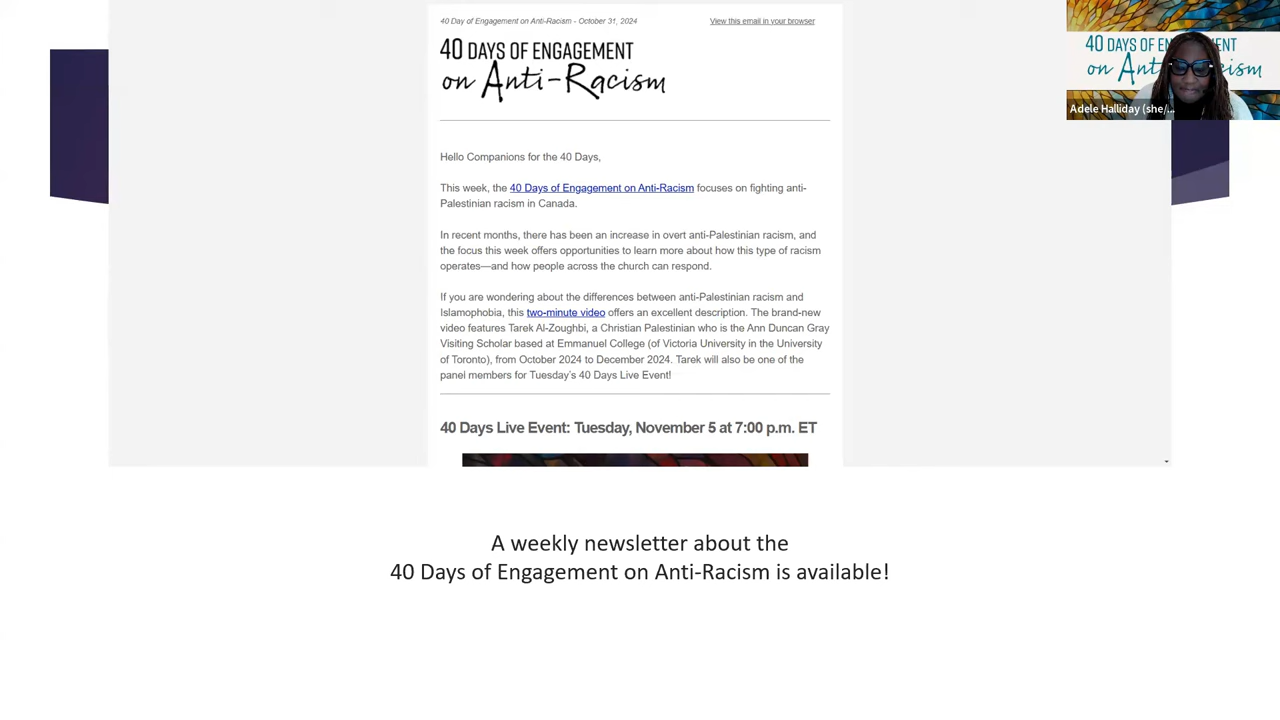 40 Day of Engagement on Anti-Racism - October 31, 2024
View this email in your browser
40 DAYS OF ENGAGEMENT
on Anti-Racism
Hello Companions for the 40 Days,
This week, the 40 Days of Engagement on Anti-Racism focuses on fighting anti-
Palestinian racism in Canada.
In recent months, there has been an increase in overt anti-Palestinian racism, and
the focus this week offers opportunities to learn more about how this type of racism
operates—and how people across the church can respond.
If you are wondering about the differences between anti-Palestinian racism and
Islamophobia, this two-minute video offers an excellent description. The brand-new
video features Tarek Al-Zoughbi, a Christian Palestinian who is the Ann Duncan Gray
Visiting Scholar based at Emmanuel College (of Victoria University in the University
of Toronto), from October 2024 to December 2024. Tarek will also be one of the
panel members for Tuesday's 40 Days Live Event!
40 Days Live Event: Tuesday, November 5 at 7:00 p.m. ET
A weekly newsletter about the
40 Days of Engagement on Anti-Racism is available!
40 DAYS OF
on
Adele Halliday (she/...